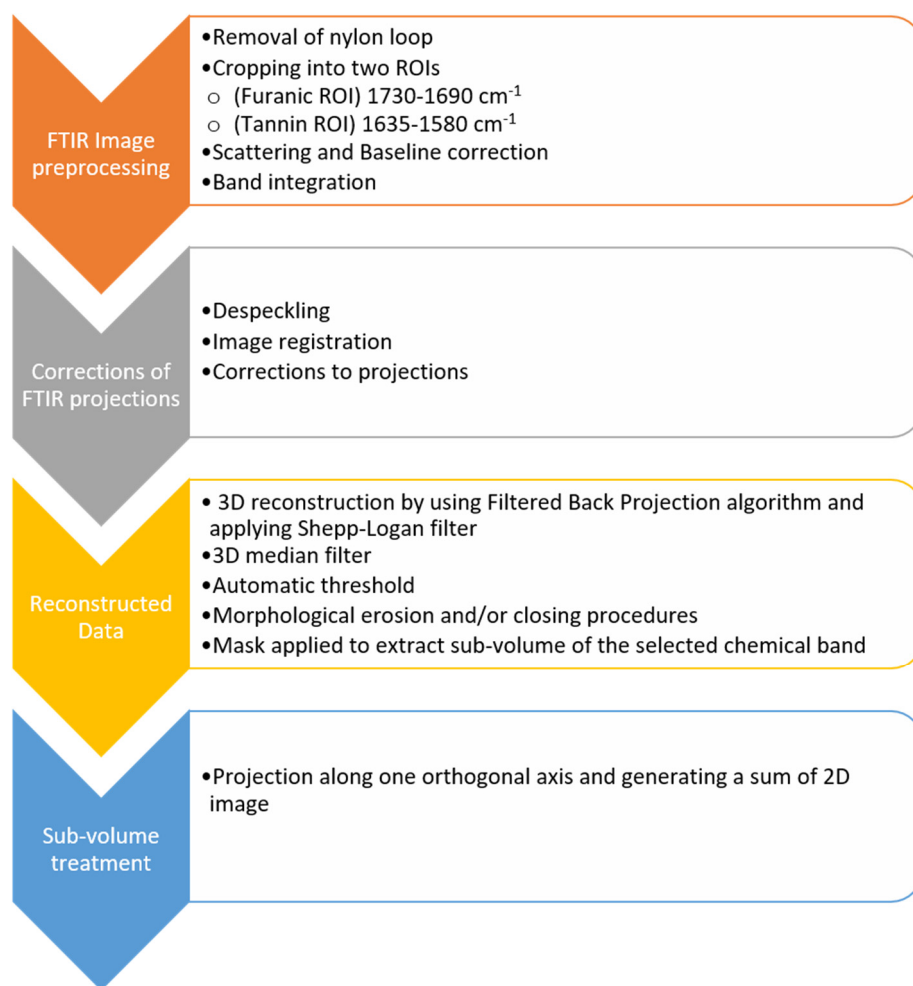 FTIR Image
preprocessing
•Removal of nylon loop
•Cropping into two ROIs
o (Furanic ROI) 1730-1690 cm⁻¹
o (Tannin ROI) 1635-1580 cm⁻¹
•Scattering and Baseline correction
•Band integration
Corrections of
FTIR projections
•Despeckling
•Image registration
•Corrections to projections
Reconstructed
Data
• 3D reconstruction by using Filtered Back Projection algorithm and
applying Shepp-Logan filter
•3D median filter
•Automatic threshold
•Morphological erosion and/or closing procedures
•Mask applied to extract sub-volume of the selected chemical band
Sub-volume
treatment
•Projection along one orthogonal axis and generating a sum of 2D
image